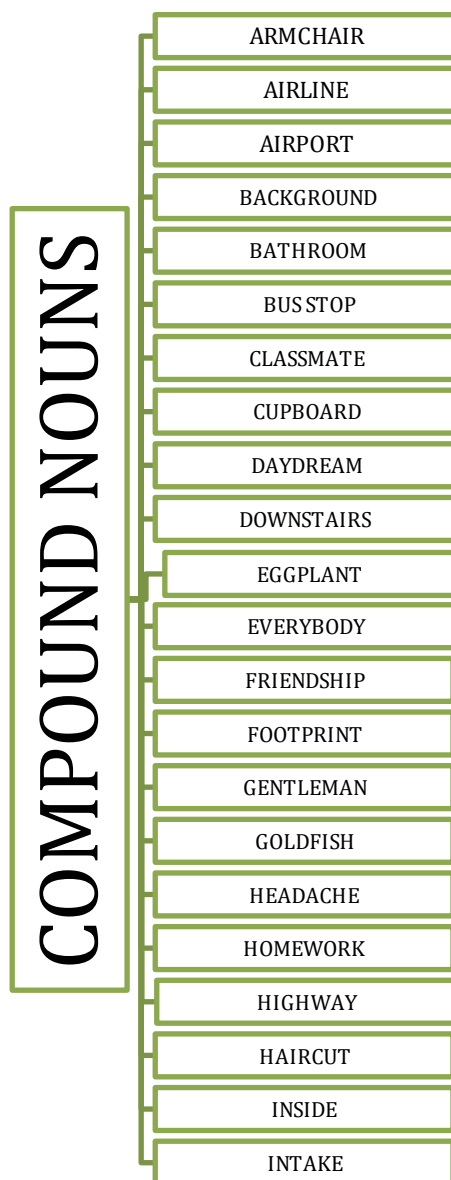 COMPOUND NOUNS
ARMCHAIR
AIRLINE
AIRPORT
BACKGROUND
BATHROOM
BUS STOP
CLASSMATE
CUPBOARD
DAYDREAM
DOWNSTAIRS
EGGPLANT
EVERYBODY
FRIENDSHIP
FOOTPRINT
GENTLEMAN
GOLDFISH
HEADACHE
HOMEWORK
HIGHWAY
HAIRCUT
INSIDE
INTAKE